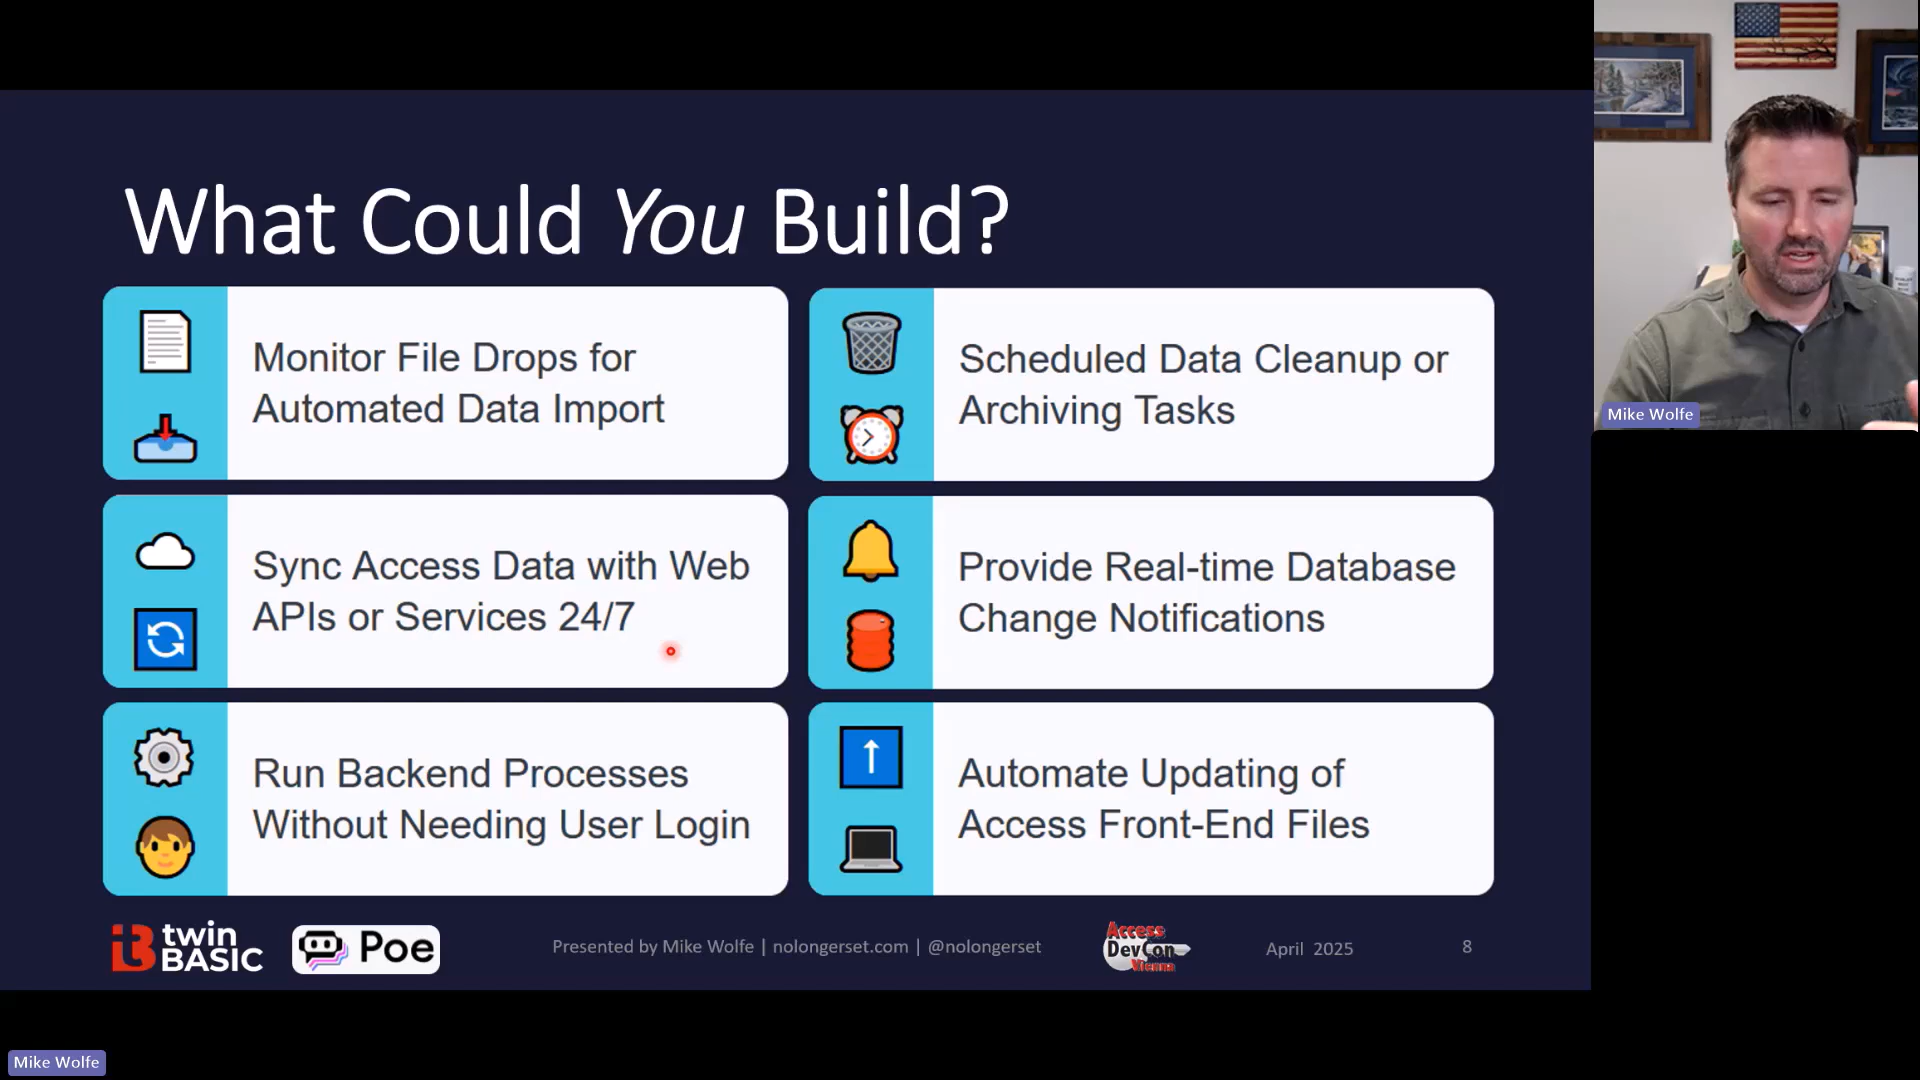 What Could You Build?
Monitor File Drops for
Automated Data Import
Scheduled Data Cleanup or
Archiving Tasks
Sync Access Data with Web
APIs or Services 24/7
Provide Real-time Database
Change Notifications
Run Backend Processes
Without Needing User Login
Automate Updating of
Access Front-End Files
twin
BASIC
Poe
Presented by Mike Wolfe | nolongerset.com | @nolongerset
Access
DevCon
Vienna
April 2025
8
Mike Wolfe
Mike Wolfe